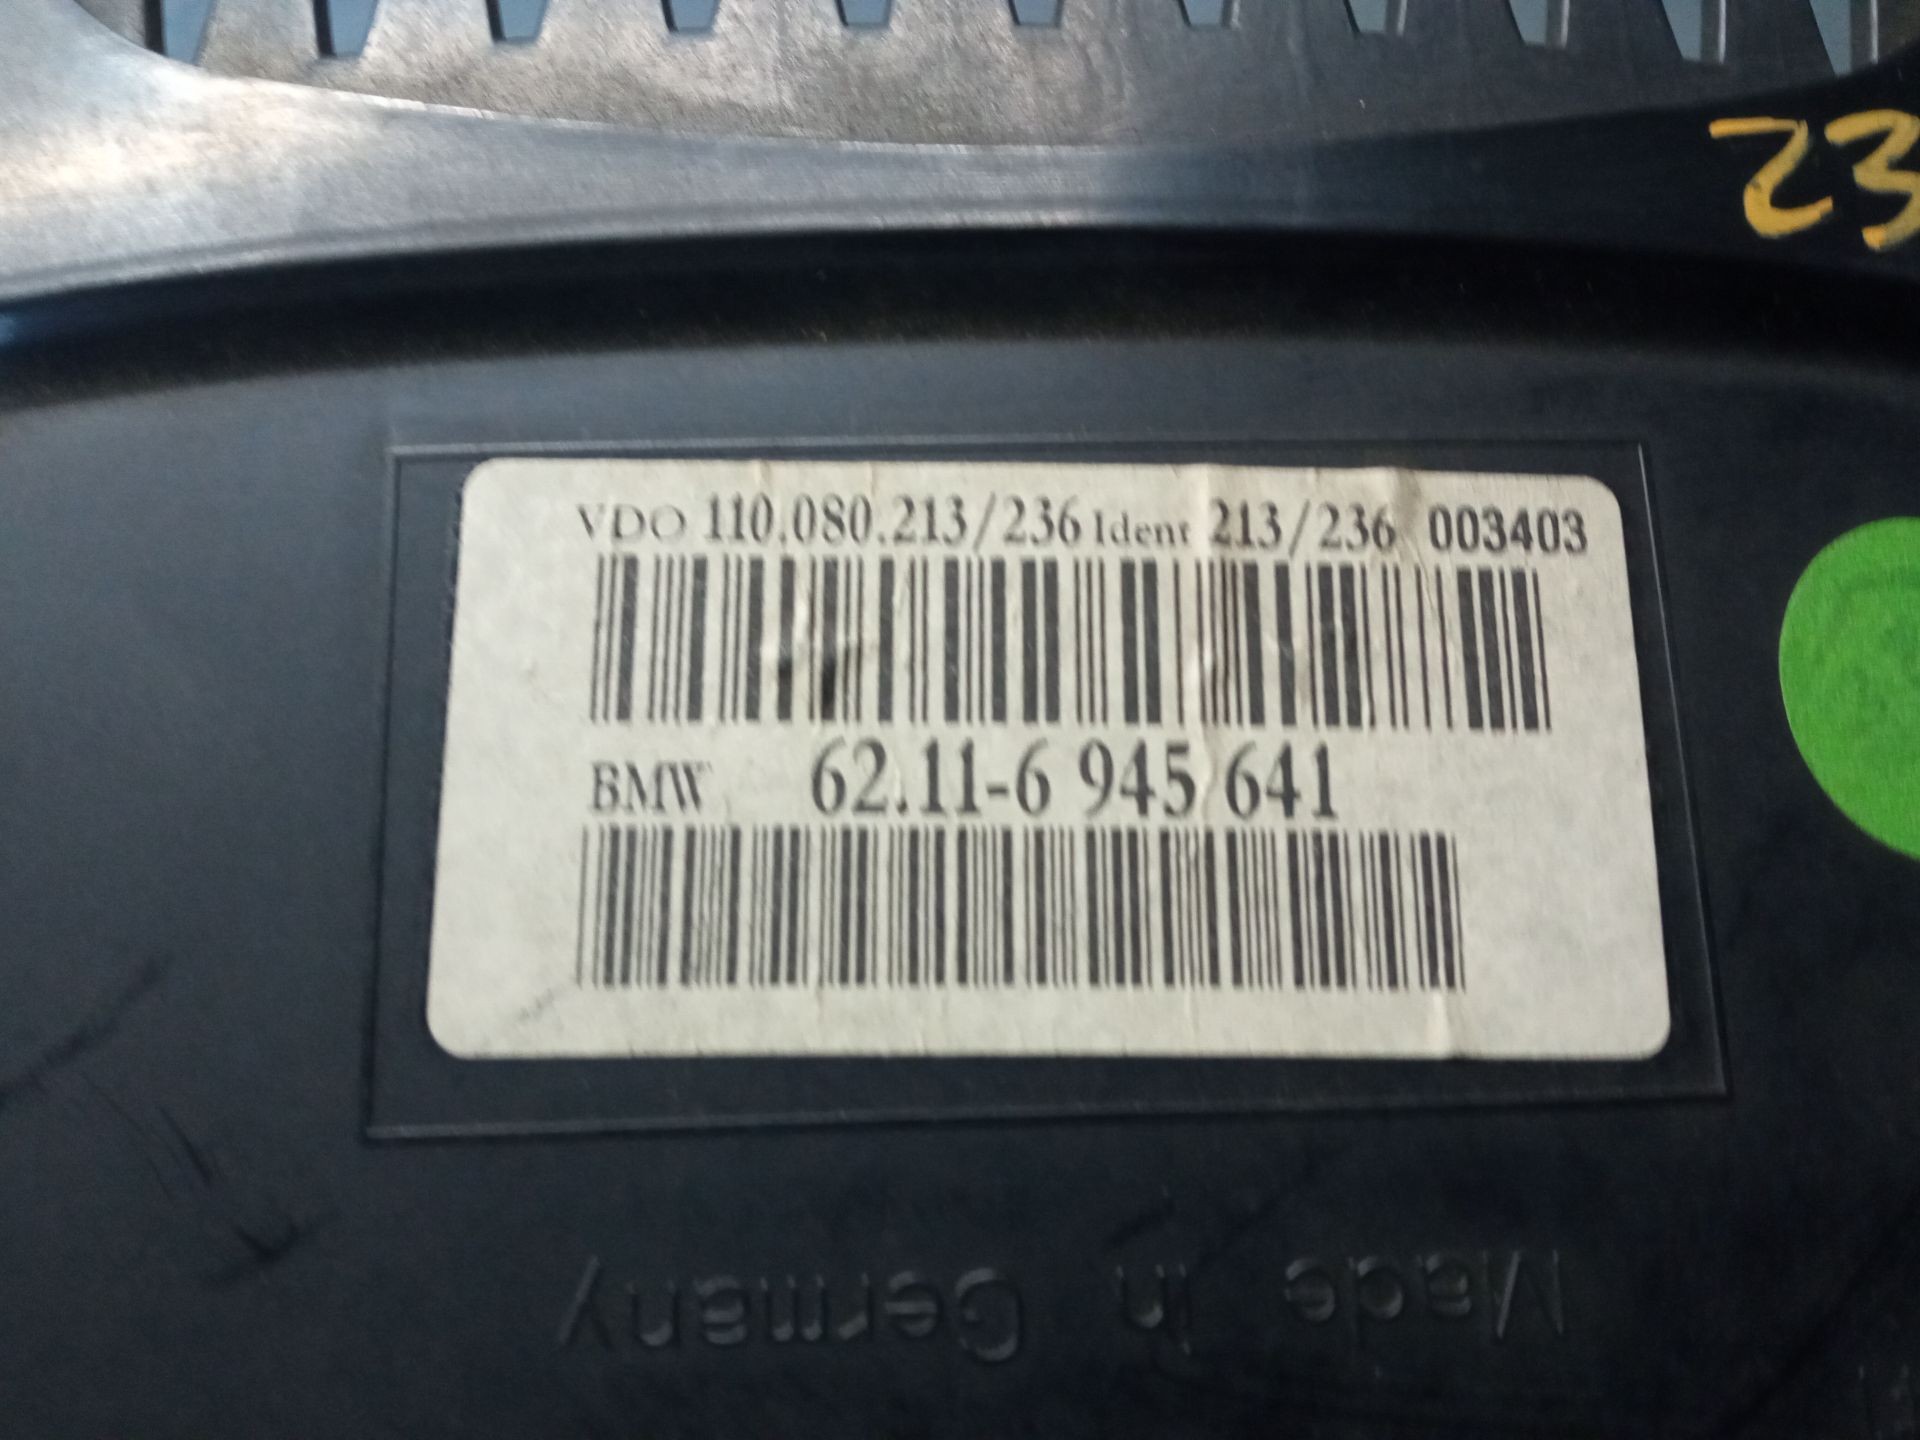 23
VDO 110.080.213/236 Ident 213/236 003403
BMW 62.11-6 945 641
Made in Germany